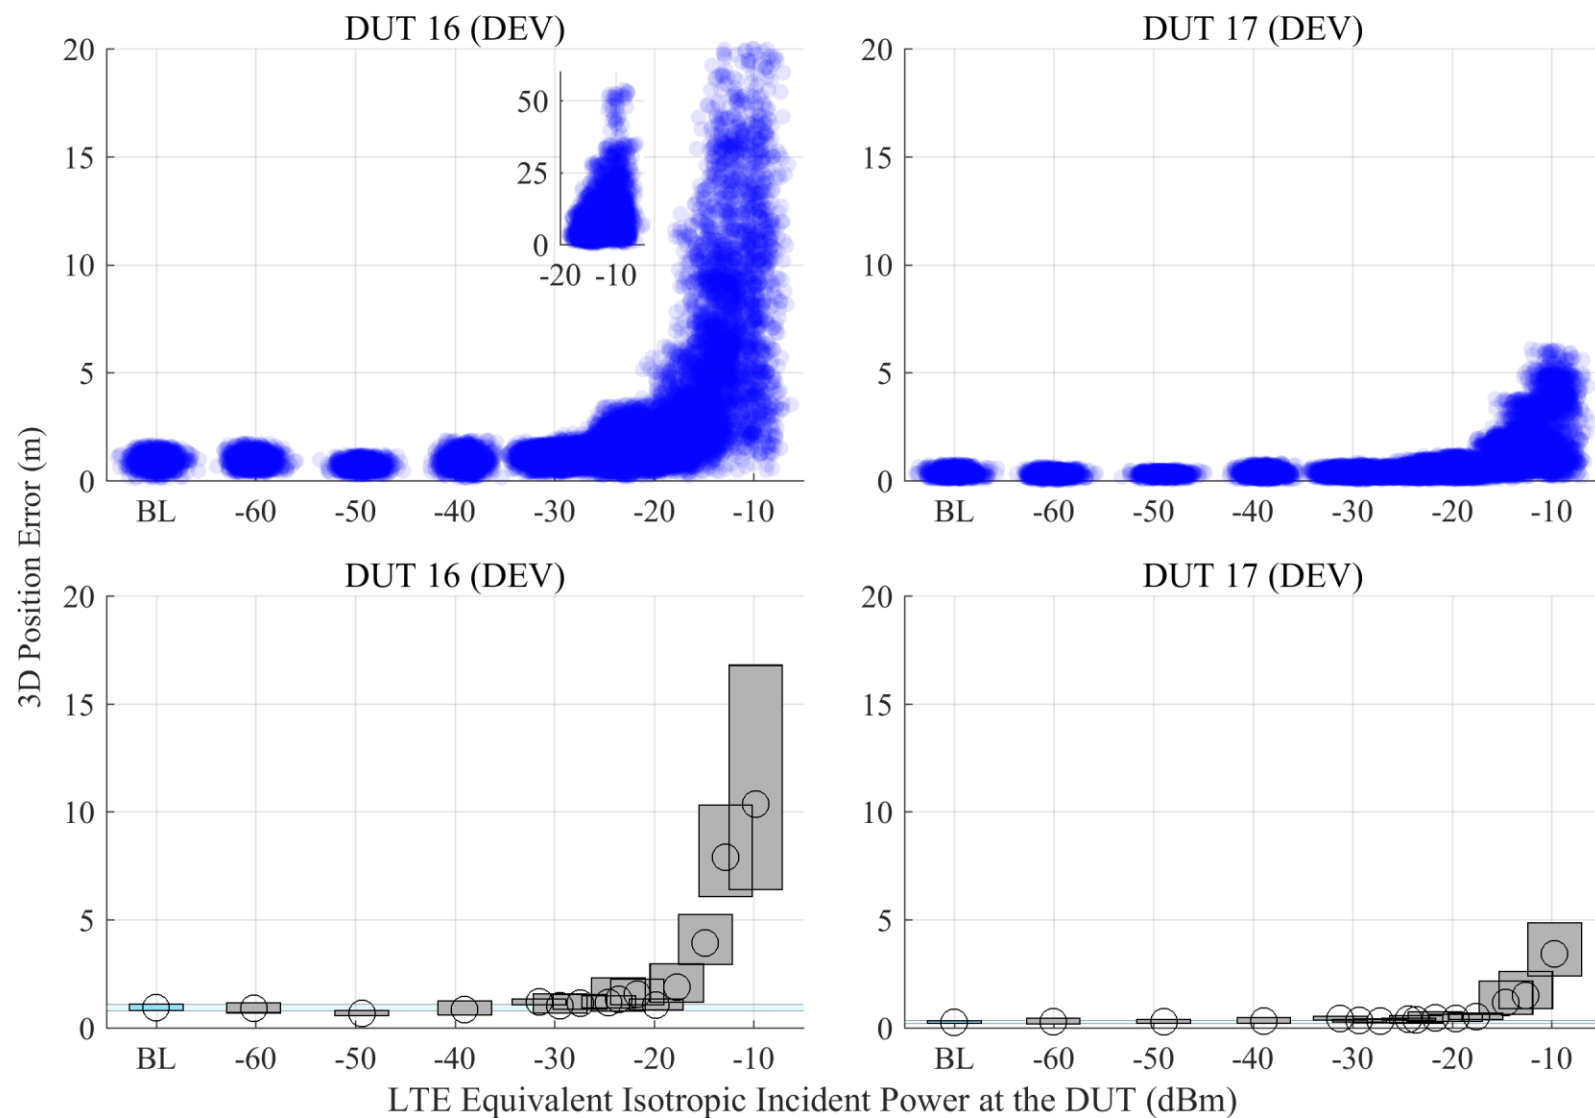 DUT 16 (DEV)
20
15
10
5
0
BL -60 -50 -40 -30 -20 -10
50
25
0
-20 -10
DUT 17 (DEV)
20
15
10
5
0
BL -60 -50 -40 -30 -20 -10
3D Position Error (m)
DUT 16 (DEV)
20
15
10
5
0
BL -60 -50 -40 -30 -20 -10
DUT 17 (DEV)
20
15
10
5
0
BL -60 -50 -40 -30 -20 -10
LTE Equivalent Isotropic Incident Power at the DUT (dBm)